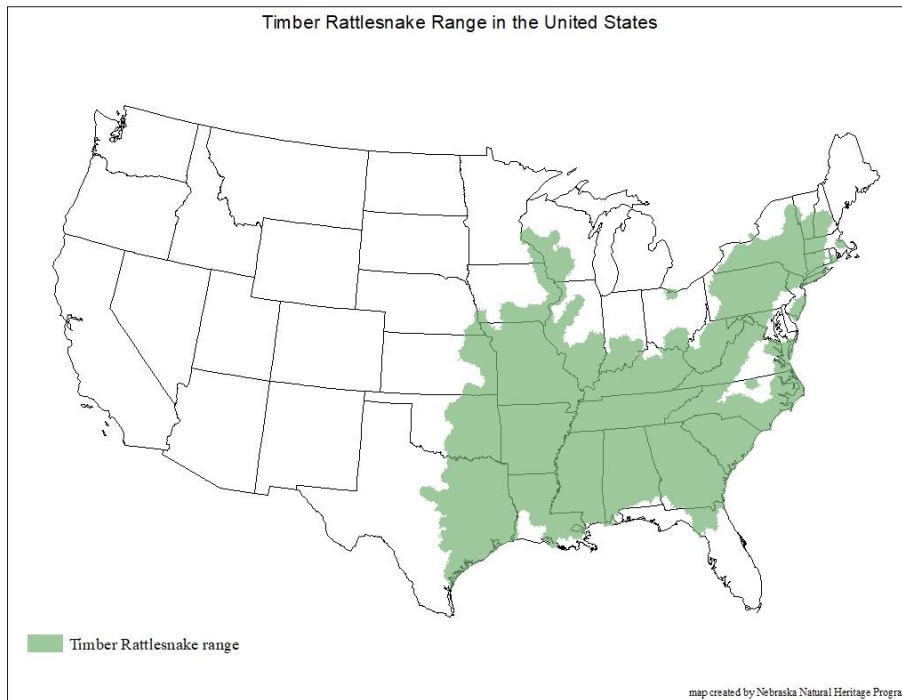 Timber Rattlesnake Range in the United States
Timber Rattlesnake range
map created by Nebraska Natural Heritage Progra